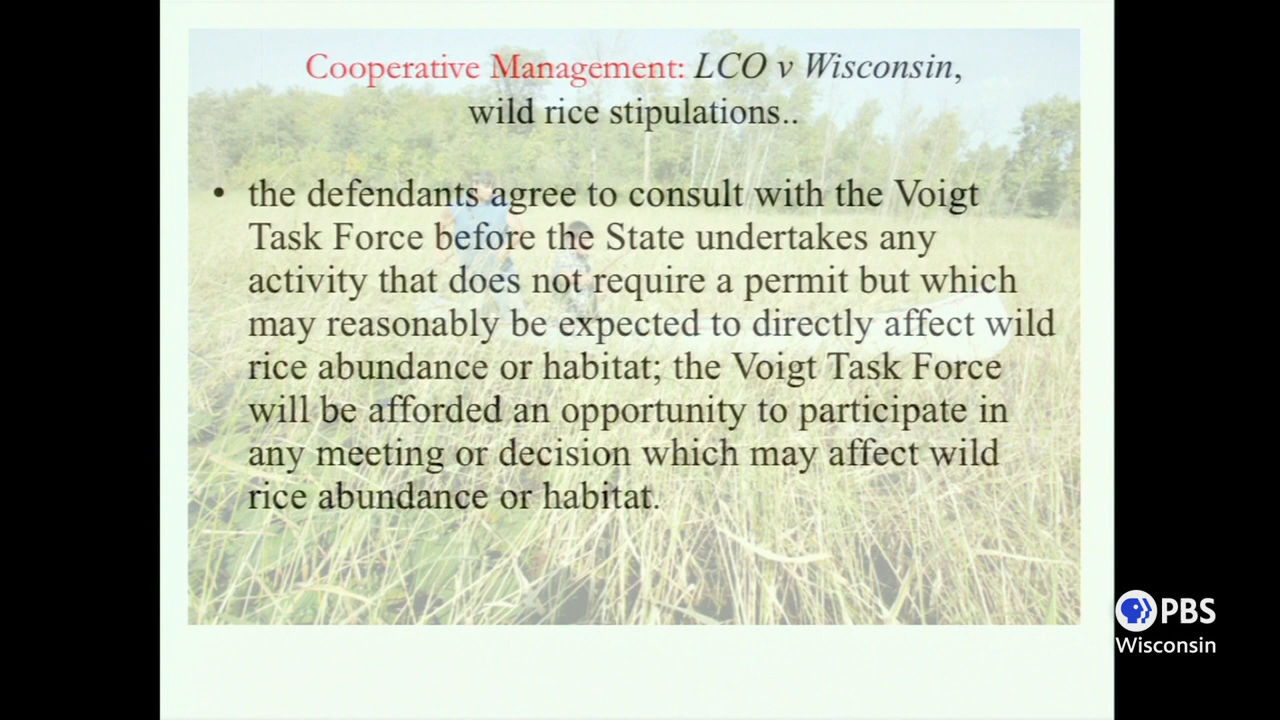 Cooperative Management: LCO v Wisconsin,
wild rice stipulations..
• the defendants agree to consult with the Voigt
Task Force before the State undertakes any
activity that does not require a permit but which
may reasonably be expected to directly affect wild
rice abundance or habitat; the Voigt Task Force
will be afforded an opportunity to participate in
any meeting or decision which may affect wild
rice abundance or habitat.
PBS
Wisconsin